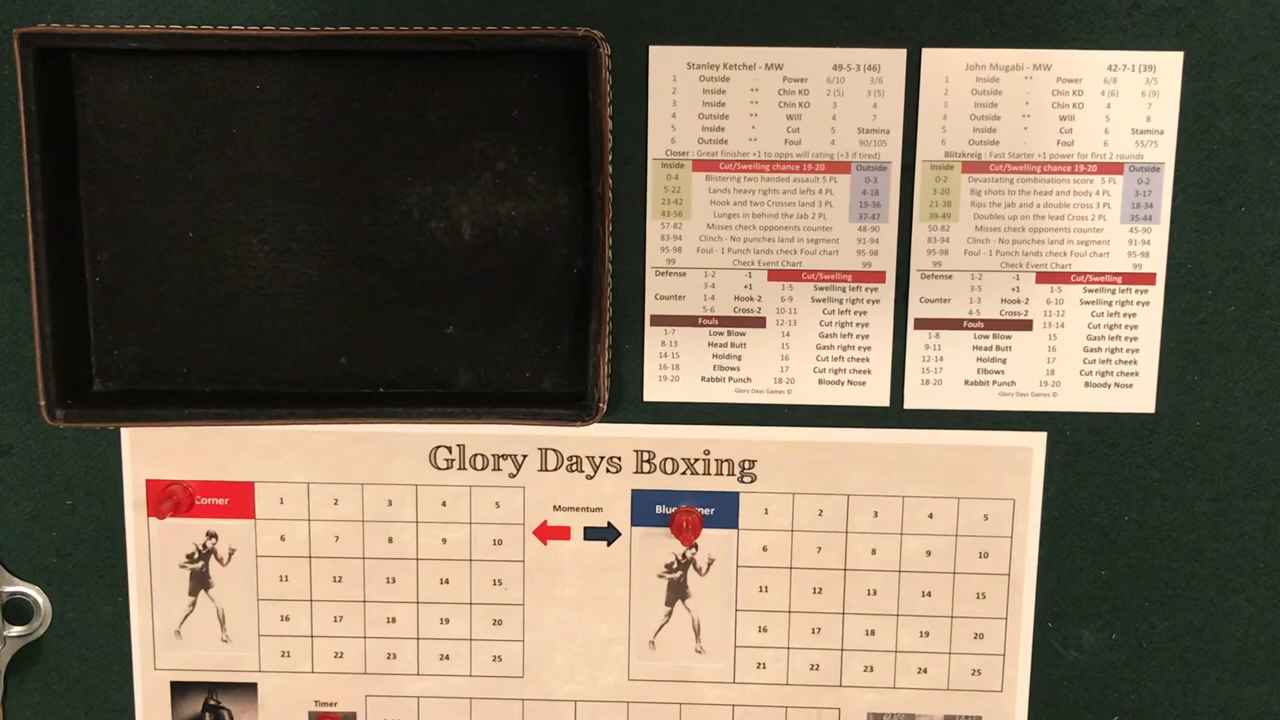 Stanley Ketchel - MW 49-5-3 (46)
1 Outside - Power 6/10 3/6
2 Inside ** Chin KD 2 (5) 3 (5)
3 Inside ** Chin KO 3 4
4 Outside ** Will 4 7
5 Inside * Cut 5 Stamina
6 Outside ** Foul 4 90/105
Closer : Great finisher +1 to opps will rating (+3 if tired)
Inside Cut/Swelling chance 19-20 Outside
0-4 Blistering two handed assault 5 PL 0-3
5-22 Lands heavy rights and lefts 4 PL 4-18
23-42 Hook and two Crosses land 3 PL 19-36
43-56 Lunges in behind the Jab 2 PL 37-47
57-82 Misses check opponents counter 48-90
83-94 Clinch - No punches land in segment 91-94
95-98 Foul - 1 Punch lands check Foul chart 95-98
99 Check Event Chart 99
Defense 1-2 -1 Cut/Swelling
3-4 +1 1-5 Swelling left eye
Counter 1-4 Hook-2 6-9 Swelling right eye
5-6 Cross-2 10-11 Cut left eye
Fouls 12-13 Cut right eye
1-7 Low Blow 14 Gash left eye
8-13 Head Butt 15 Gash right eye
14-15 Holding 16 Cut left cheek
16-18 Elbows 17 Cut right cheek
19-20 Rabbit Punch 18-20 Bloody Nose
Glory Days Games ©
John Mugabi - MW 42-7-1 (39)
1 Inside ** Power 6/8 3/5
2 Outside - Chin KD 4 (6) 6 (9)
3 Inside * Chin KO 4 7
4 Outside ** Will 5 8
5 Inside * Cut 6 Stamina
6 Outside - Foul 6 55/75
Blitzkreig : Fast Starter +1 power for first 2 rounds
Inside Cut/Swelling chance 19-20 Outside
0-2 Devastating combinations score 5 PL 0-2
3-20 Big shots to the head and body 4 PL 3-17
21-38 Rips the jab and a double cross 3 PL 18-34
39-49 Doubles up on the lead Cross 2 PL 35-44
50-82 Misses check opponents counter 45-90
83-94 Clinch - No punches land in segment 91-94
95-98 Foul - 1 Punch lands check Foul chart 95-98
99 Check Event Chart 99
Defense 1-2 -1 Cut/Swelling
3-5 +1 1-5 Swelling left eye
Counter 1-3 Hook-2 6-10 Swelling right eye
4-5 Cross-2 11-12 Cut left eye
Fouls 13-14 Cut right eye
1-8 Low Blow 15 Gash left eye
9-11 Head Butt 16 Gash right eye
12-14 Holding 17 Cut left cheek
15-17 Elbows 18 Cut right cheek
18-20 Rabbit Punch 19-20 Bloody Nose
Glory Days Games ©
Glory Days Boxing
Corner 1 2 3 4 5
6 7 8 9 10
11 12 13 14 15
16 17 18 19 20
21 22 23 24 25
Momentum
Blue 1 2 3 4 5
6 7 8 9 10
11 12 13 14 15
16 17 18 19 20
21 22 23 24 25
Timer